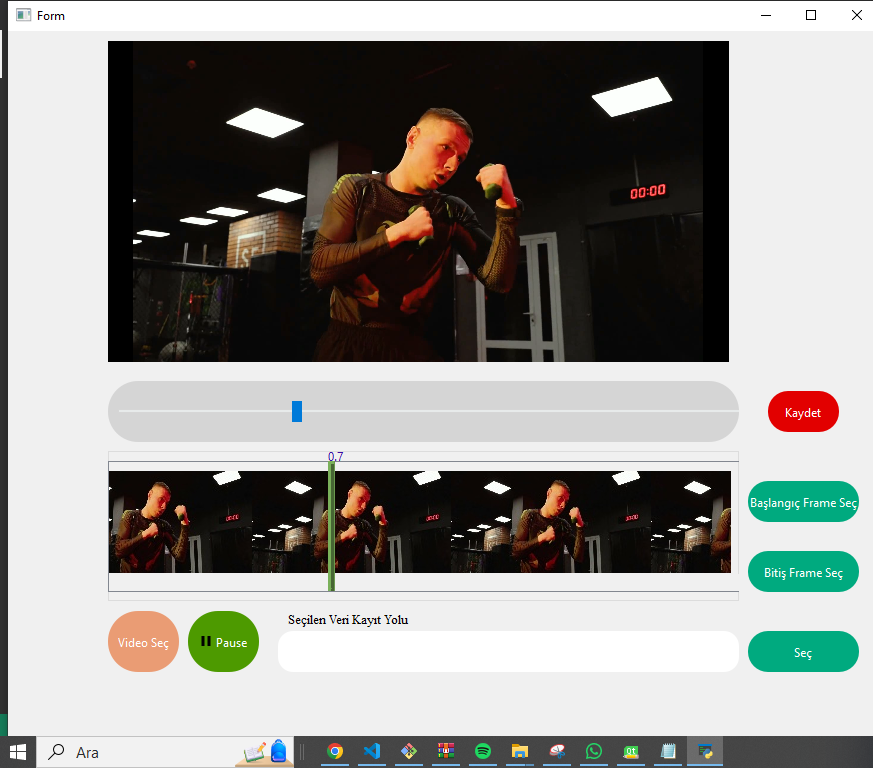 Form
00:00
Kaydet
0.7
Başlangıç Frame Seç
Bitiş Frame Seç
Video Seç
Pause
Seçilen Veri Kayıt Yolu
Seç
Ara